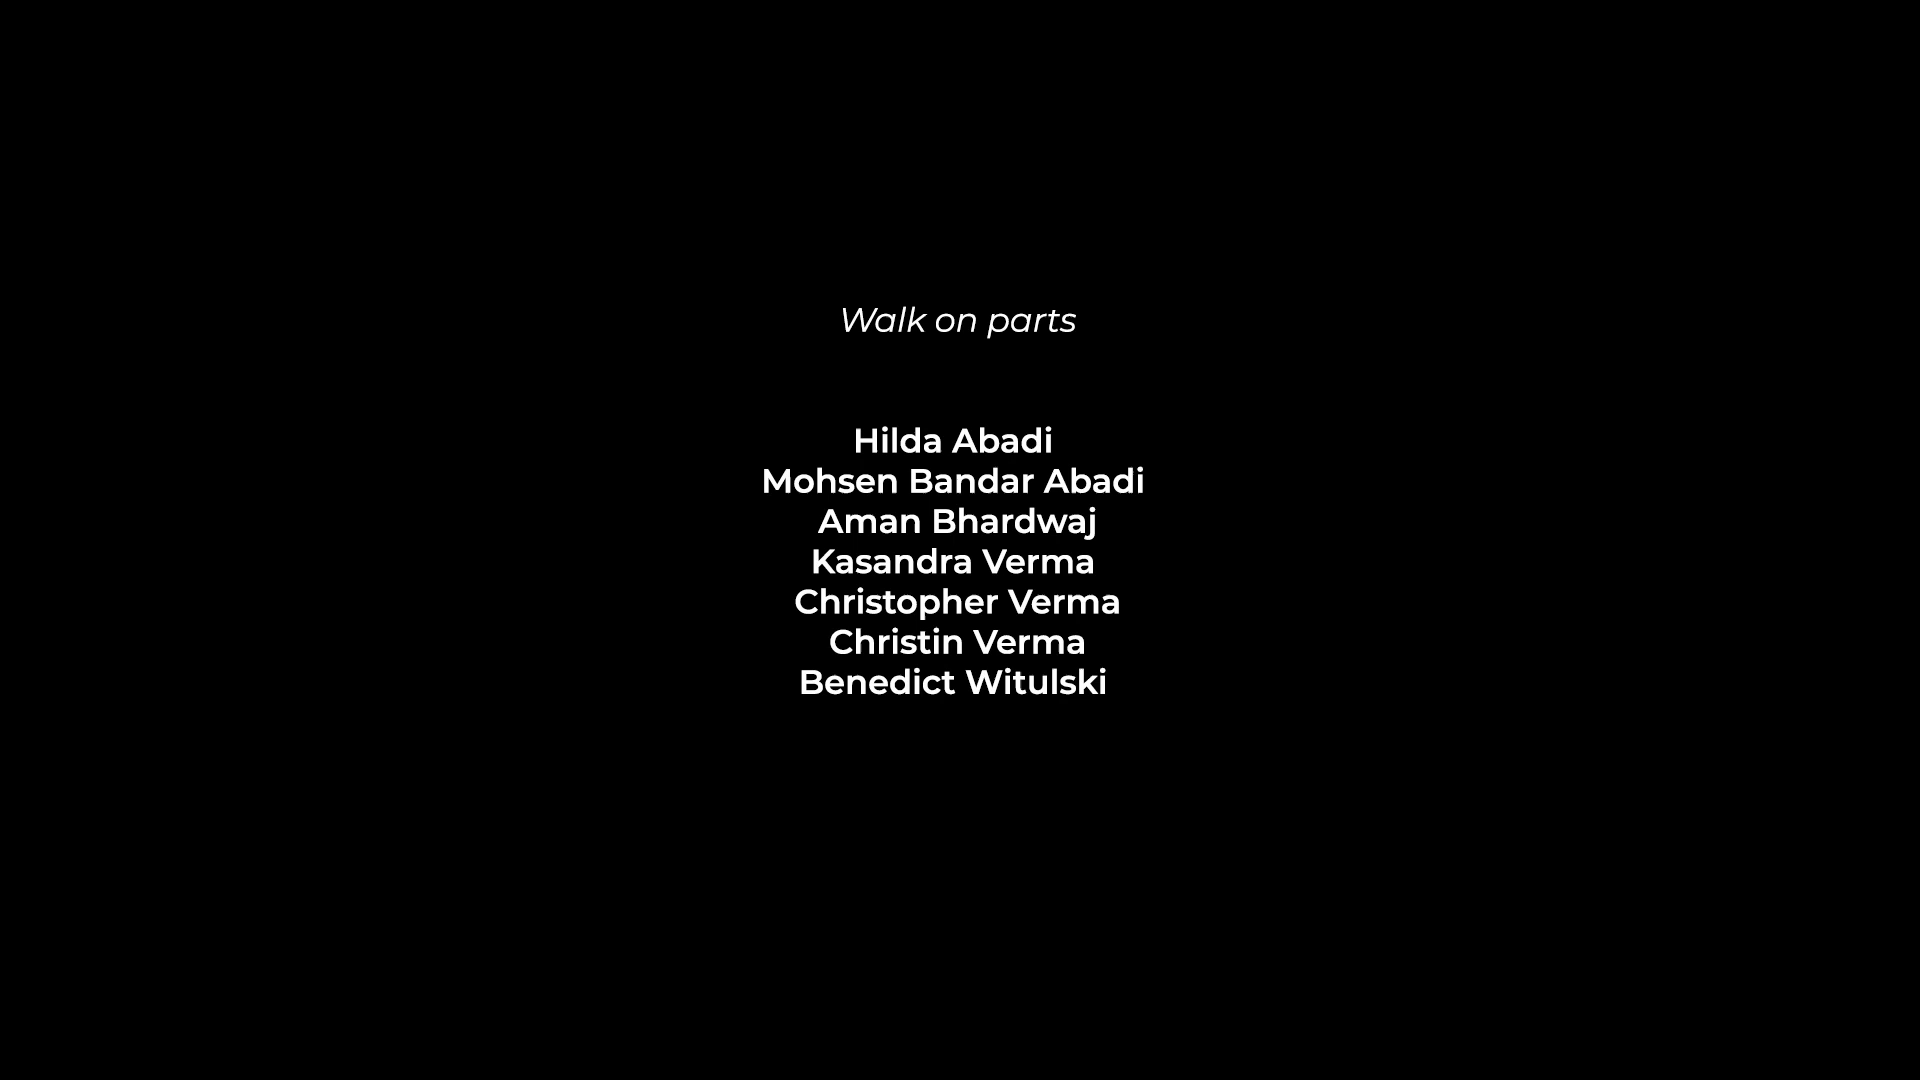 Walk on parts
Hilda Abadi
Mohsen Bandar Abadi
Aman Bhardwaj
Kasandra Verma
Christopher Verma
Christin Verma
Benedict Witulski